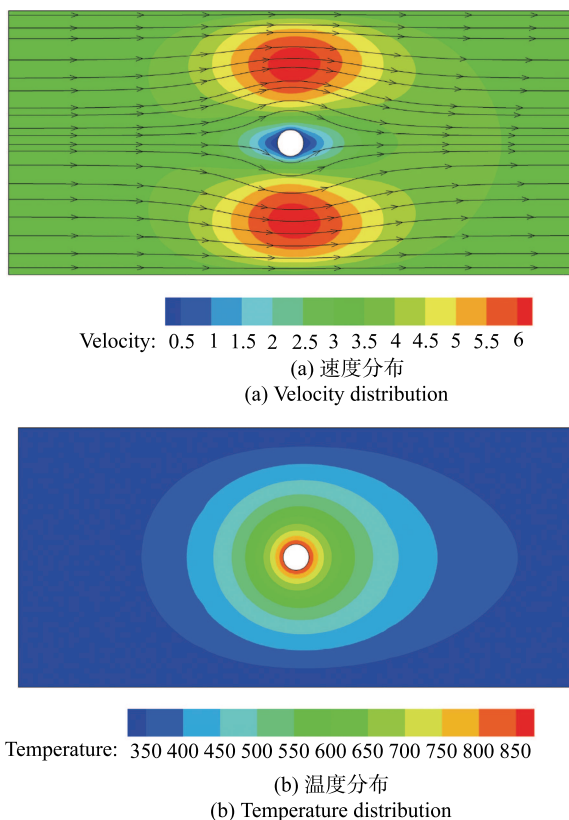 Velocity: 0.5 1 1.5 2 2.5 3 3.5 4 4.5 5 5.5 6
(a) 速度分布
(a) Velocity distribution
Temperature: 350 400 450 500 550 600 650 700 750 800 850
(b) 温度分布
(b) Temperature distribution